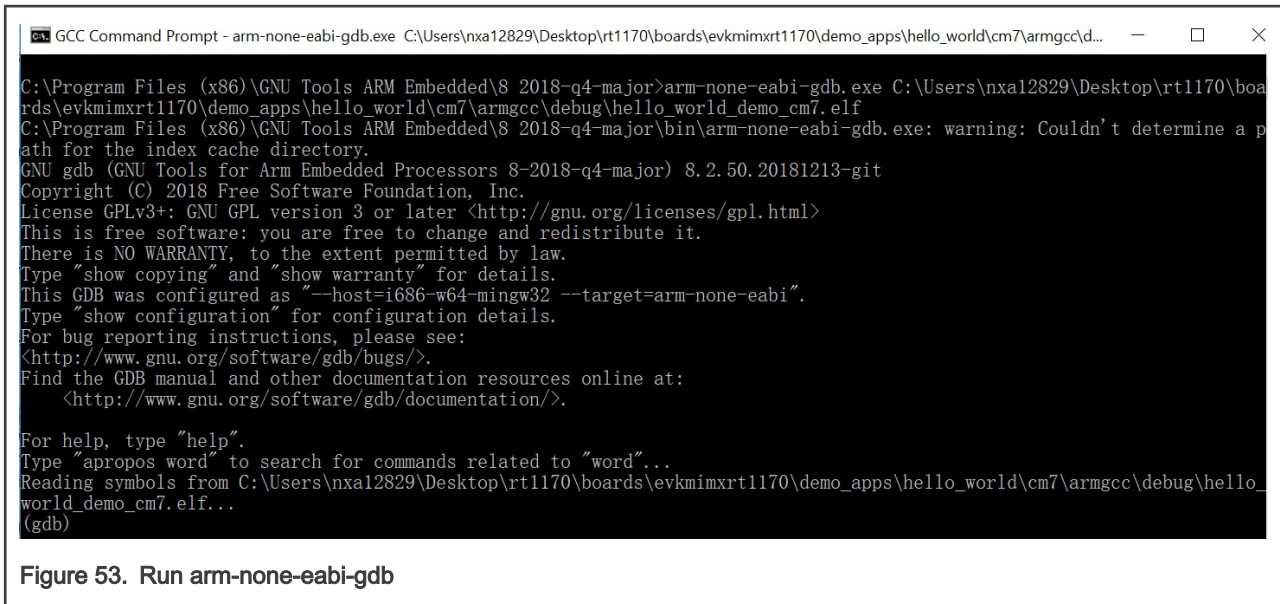 GCC Command Prompt - arm-none-eabi-gdb.exe C:\Users\nxa12829\Desktop\rt1170\boards\evkmimxrt1170\demo_apps\hello_world\cm7\armgcc\d...
C:\Program Files (x86)\GNU Tools ARM Embedded\8 2018-q4-major>arm-none-eabi-gdb.exe C:\Users\nxa12829\Desktop\rt1170\boa
rds\evkmimxrt1170\demo_apps\hello_world\cm7\armgcc\debug\hello_world_demo_cm7.elf
C:\Program Files (x86)\GNU Tools ARM Embedded\8 2018-q4-major\bin\arm-none-eabi-gdb.exe: warning: Couldn't determine a p
ath for the index cache directory.
GNU gdb (GNU Tools for Arm Embedded Processors 8-2018-q4-major) 8.2.50.20181213-git
Copyright (C) 2018 Free Software Foundation, Inc.
License GPLv3+: GNU GPL version 3 or later <http://gnu.org/licenses/gpl.html>
This is free software: you are free to change and redistribute it.
There is NO WARRANTY, to the extent permitted by law.
Type "show copying" and "show warranty" for details.
This GDB was configured as "--host=i686-w64-mingw32 --target=arm-none-eabi".
Type "show configuration" for configuration details.
For bug reporting instructions, please see:
<http://www.gnu.org/software/gdb/bugs/>.
Find the GDB manual and other documentation resources online at:
    <http://www.gnu.org/software/gdb/documentation/>.
For help, type "help".
Type "apropos word" to search for commands related to "word"...
Reading symbols from C:\Users\nxa12829\Desktop\rt1170\boards\evkmimxrt1170\demo_apps\hello_world\cm7\armgcc\debug\hello_
world_demo_cm7.elf...
(gdb)
Figure 53. Run arm-none-eabi-gdb